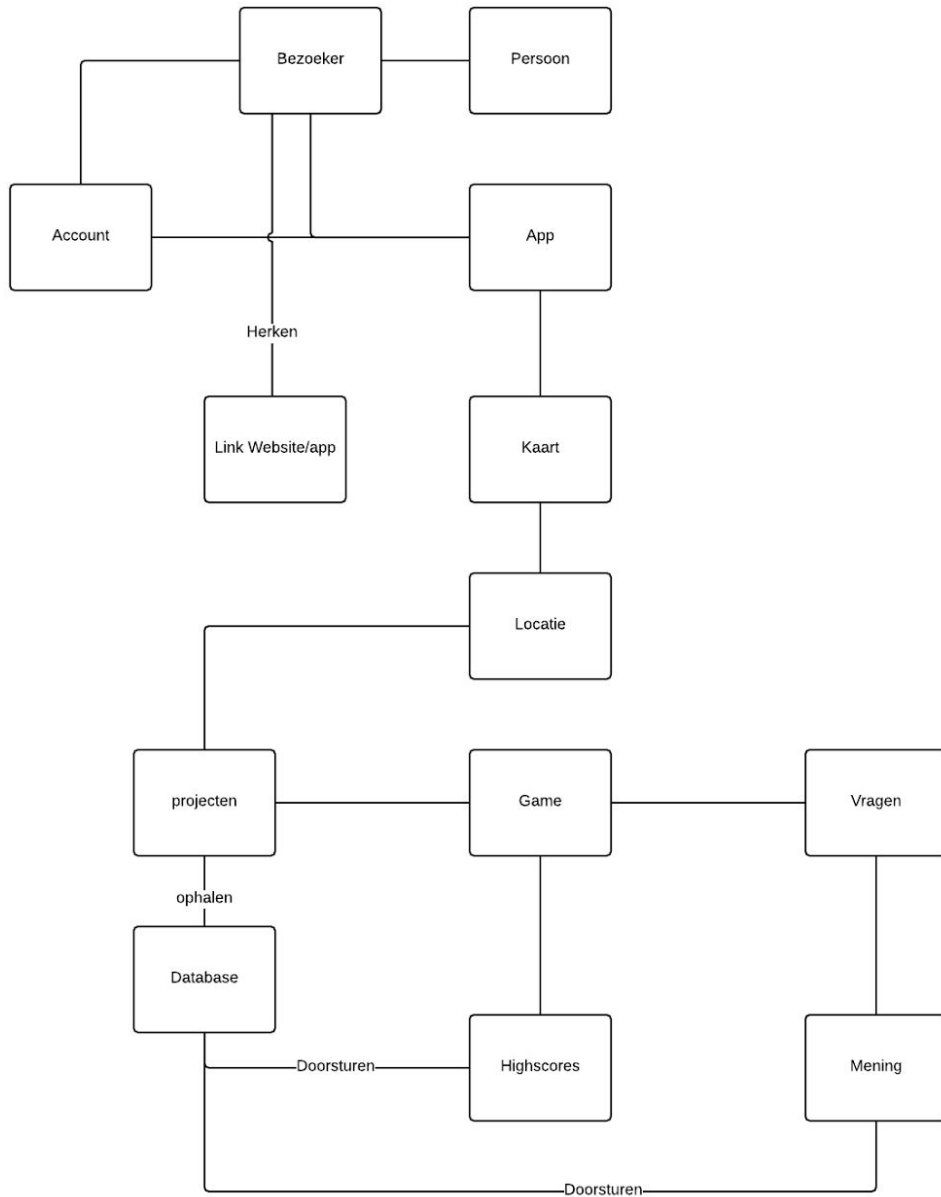 Bezoeker
Persoon
Account
App
Herken
Link Website/app
Kaart
Locatie
projecten
Game
Vragen
ophalen
Database
Doorsturen
Highscores
Mening
Doorsturen